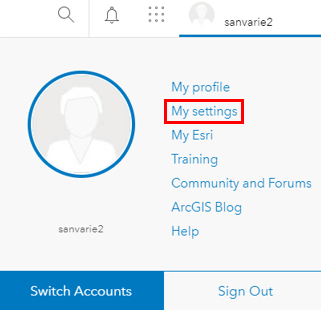 sanvarie2
My profile
My settings
My Esri
Training
Community and Forums
ArcGIS Blog
Help
sanvarie2
Switch Accounts
Sign Out